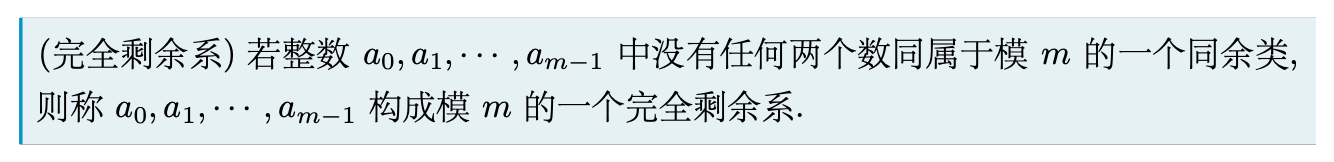 (完全剩余系) 若整数 $a_0, a_1, \cdots, a_{m-1}$ 中没有任何两个数同属于模 $m$ 的一个同余类,
则称 $a_0, a_1, \cdots, a_{m-1}$ 构成模 $m$ 的一个完全剩余系.